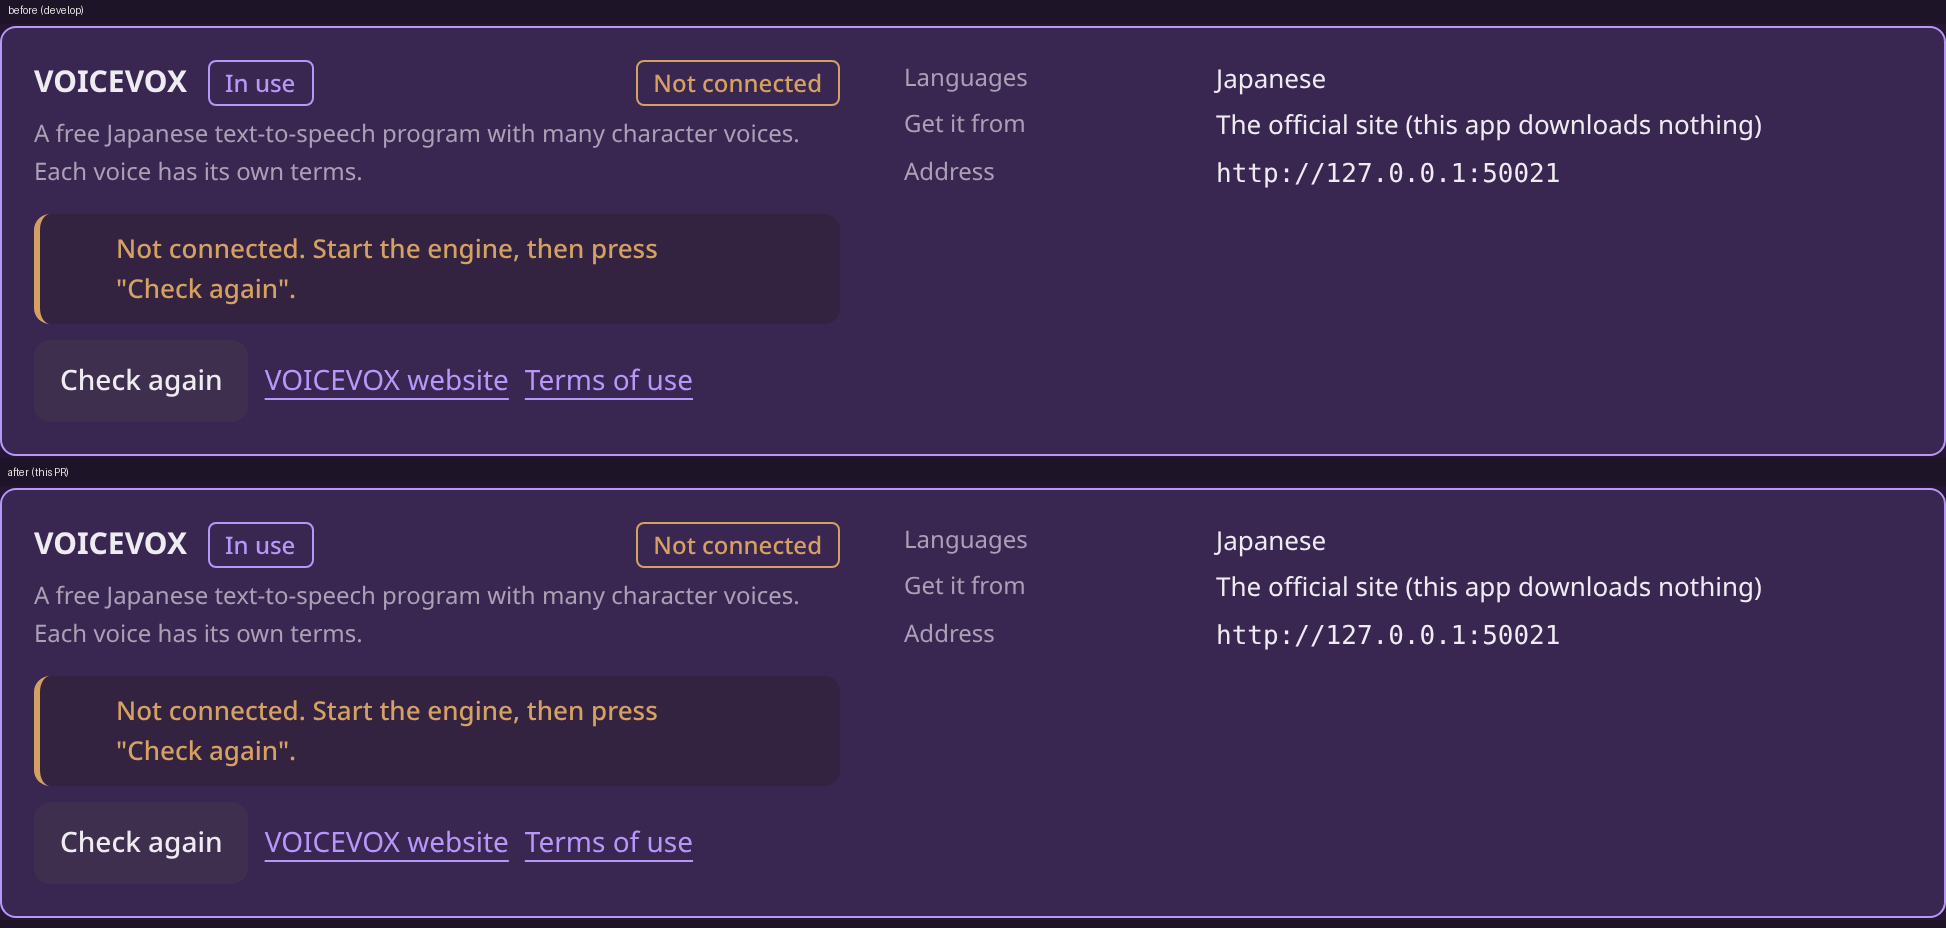 before (develop)
VOICEVOX In use Not connected
A free Japanese text-to-speech program with many character voices.
Each voice has its own terms.
Not connected. Start the engine, then press
"Check again".
Check again VOICEVOX website Terms of use
Languages Japanese
Get it from The official site (this app downloads nothing)
Address http://127.0.0.1:50021
after (this PR)
VOICEVOX In use Not connected
A free Japanese text-to-speech program with many character voices.
Each voice has its own terms.
Not connected. Start the engine, then press
"Check again".
Check again VOICEVOX website Terms of use
Languages Japanese
Get it from The official site (this app downloads nothing)
Address http://127.0.0.1:50021